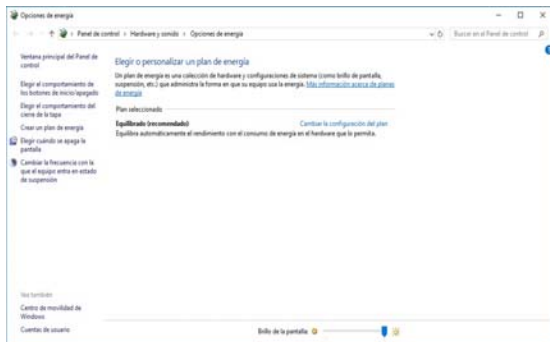 Opciones de energía
Panel de control > Hardware y sonido > Opciones de energía
Buscar en el Panel de control
Ventana principal del Panel de
control
Elegir el comportamiento de
los botones de inicio/apagado
Elegir el comportamiento del
cierre de la tapa
Crear un plan de energía
Elegir cuándo se apaga la
pantalla
Cambiar la frecuencia con la
que el equipo entra en estado
de suspensión
Elegir o personalizar un plan de energía
Un plan de energía es una colección de hardware y configuraciones de sistema (como brillo de pantalla,
suspensión, etc.) que administra la forma en que su equipo usa la energía. Más información acerca de planes
de energía
Plan seleccionado
Equilibrado (recomendado) Cambiar la configuración del plan
Equilibra automáticamente el rendimiento con el consumo de energía en el hardware que lo permita.
Vea también
Centro de movilidad de
Windows
Cuentas de usuario
Brillo de la pantalla: